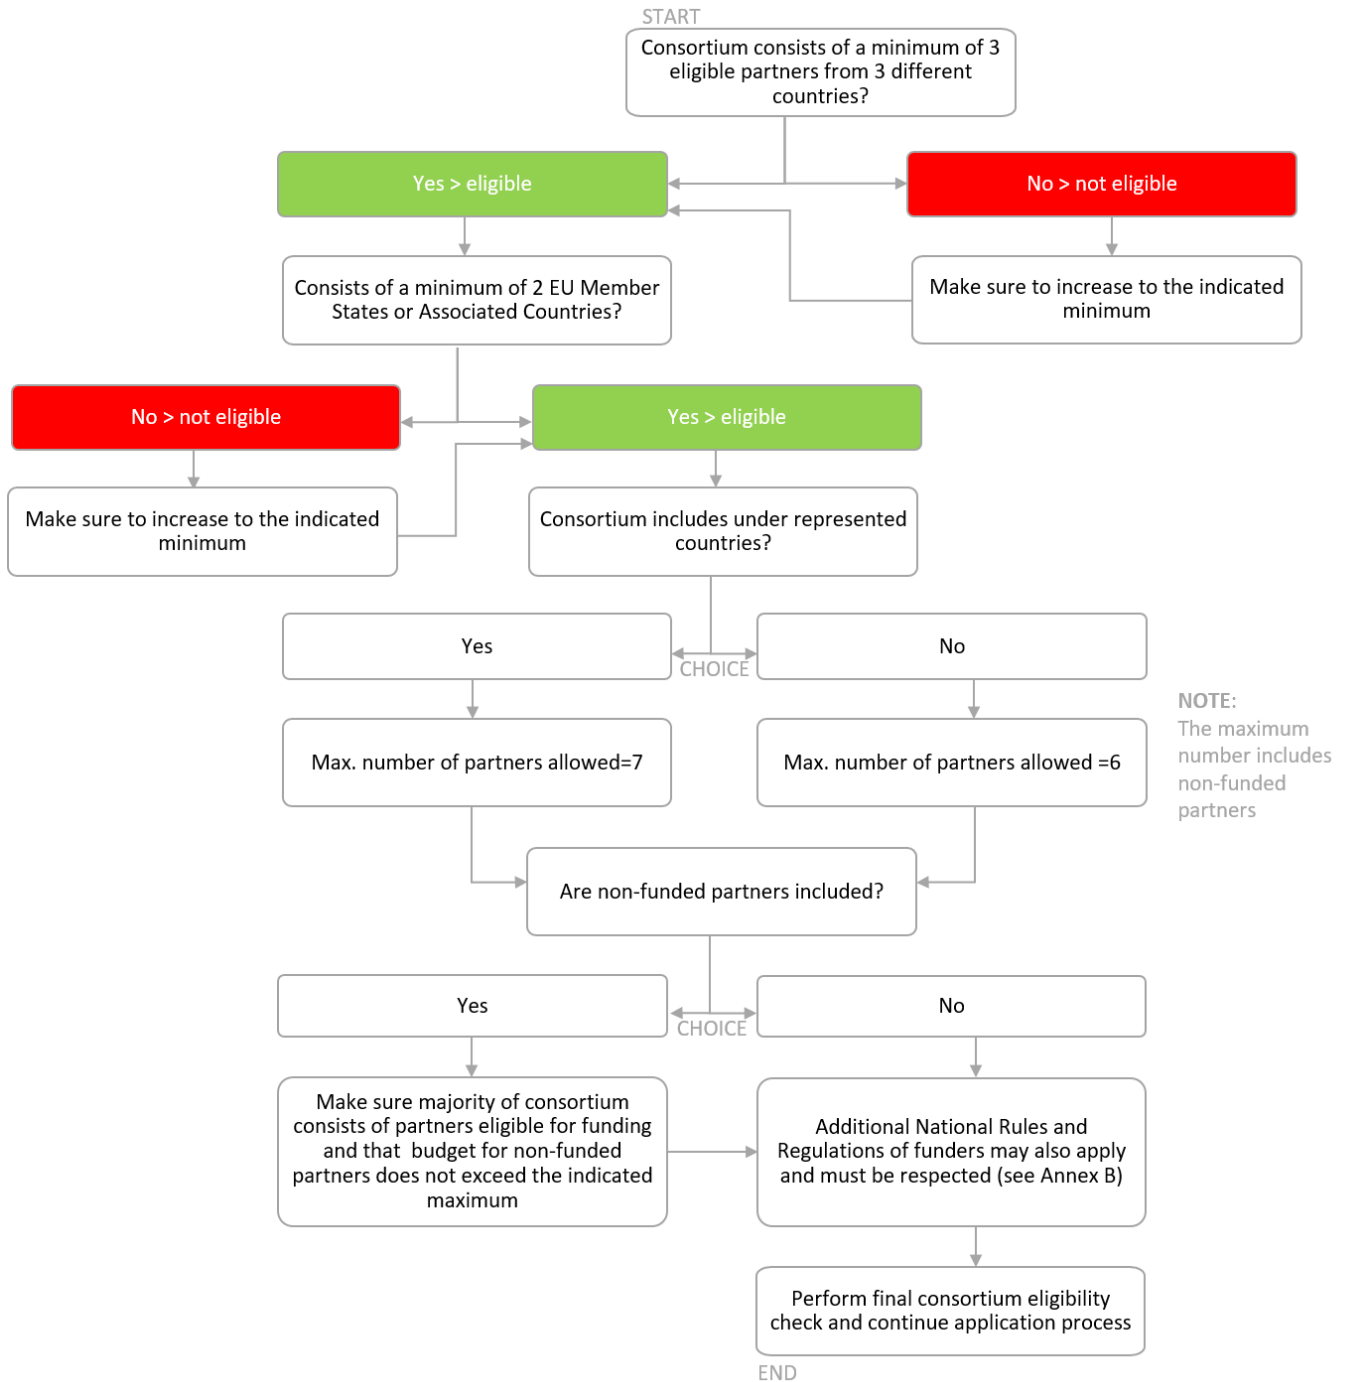 START
Consortium consists of a minimum of 3
eligible partners from 3 different
countries?
Yes > eligible
No > not eligible
Consists of a minimum of 2 EU Member
States or Associated Countries?
Make sure to increase to the indicated
minimum
No > not eligible
Yes > eligible
Make sure to increase to the indicated
minimum
Consortium includes under represented
countries?
Yes
No
CHOICE
Max. number of partners allowed=7
Max. number of partners allowed =6
NOTE:
The maximum
number includes
non-funded
partners
Are non-funded partners included?
Yes
No
CHOICE
Make sure majority of consortium
consists of partners eligible for funding
and that budget for non-funded
partners does not exceed the indicated
maximum
Additional National Rules and
Regulations of funders may also apply
and must be respected (see Annex B)
Perform final consortium eligibility
check and continue application process
END